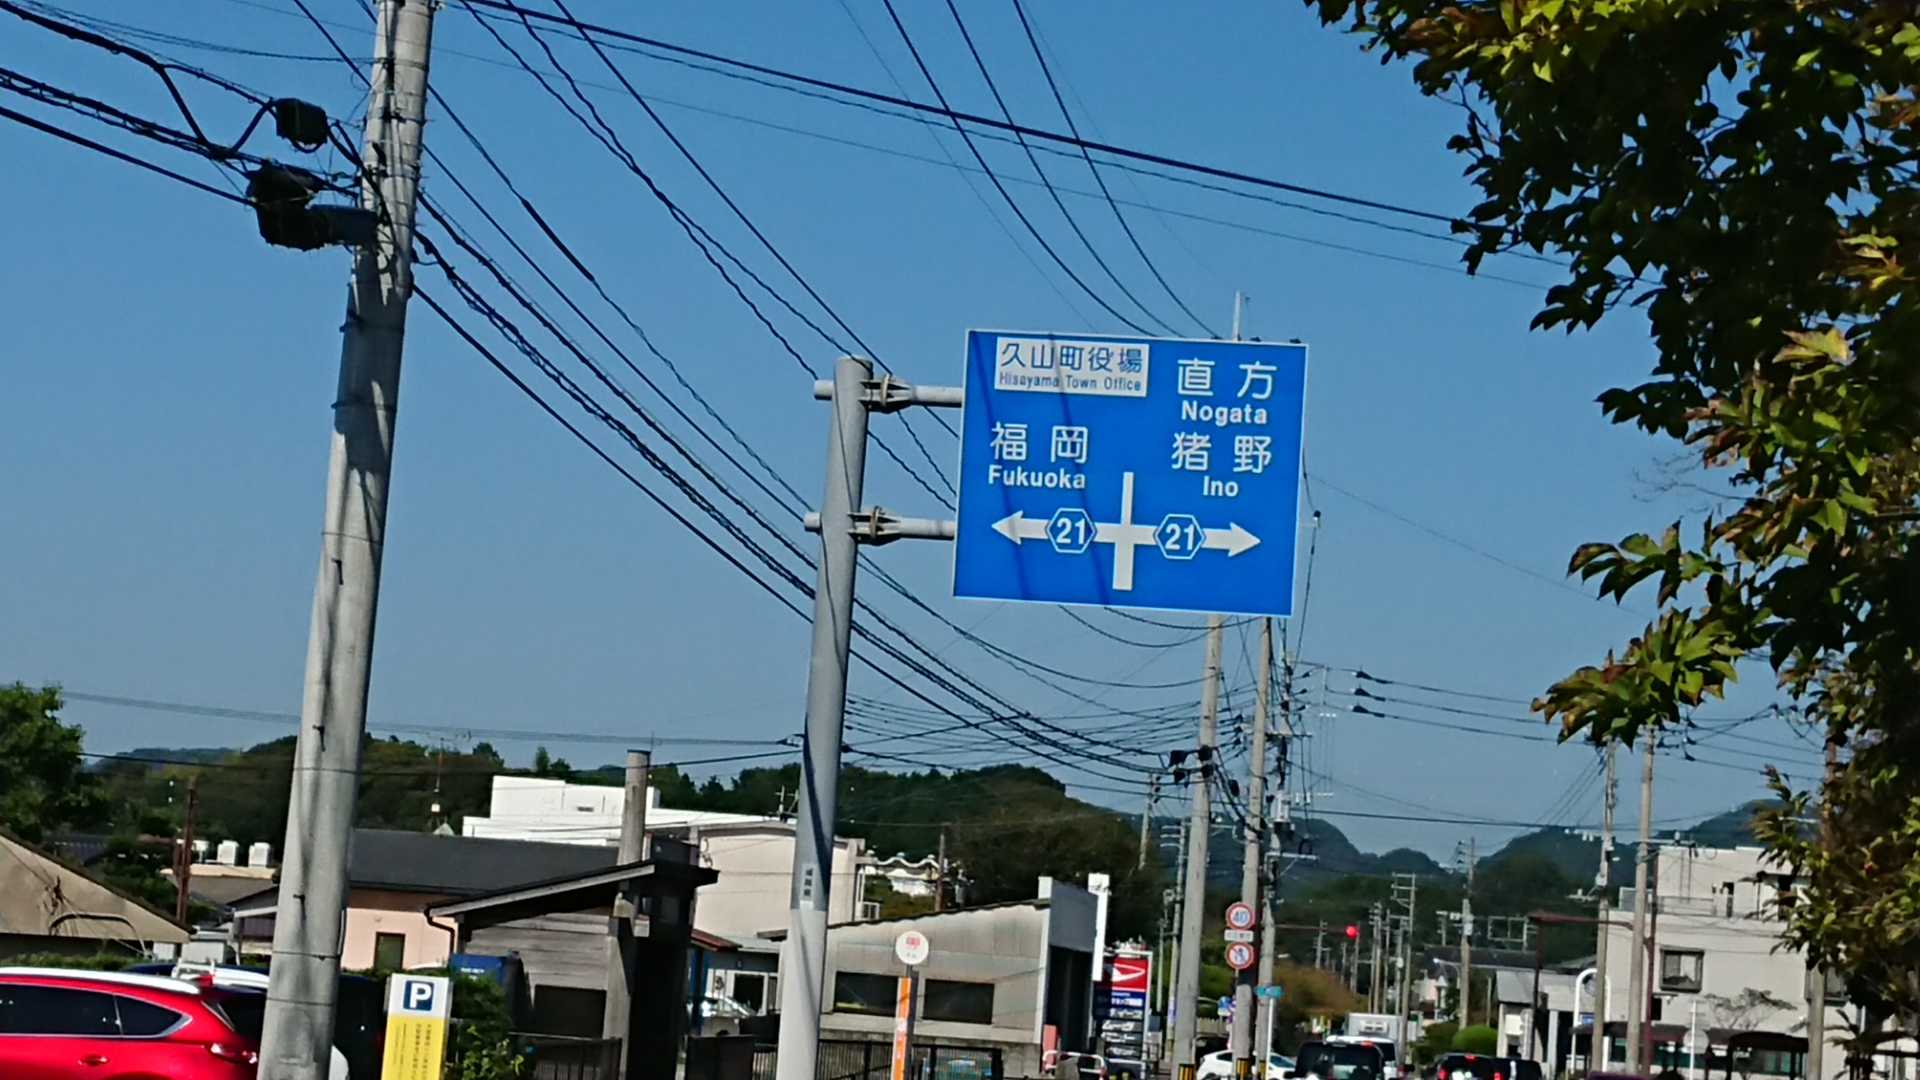 久山町役場
Hisayama Town Office
福岡
Fukuoka
直方
Nogata
猪野
Ino
21
21
40
P